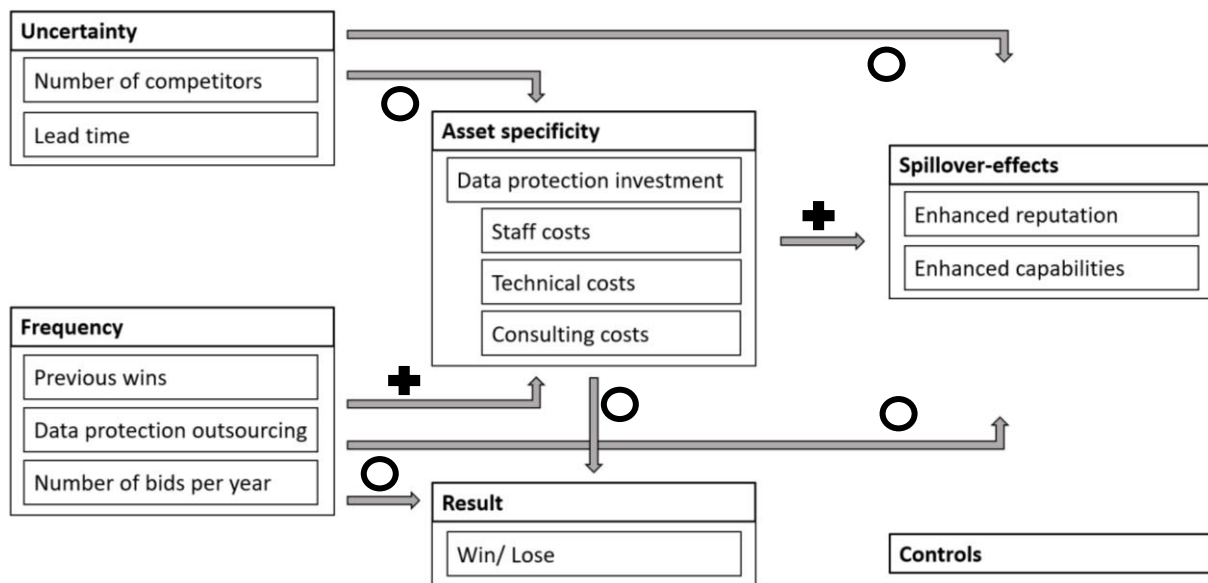 Uncertainty
Number of competitors
Lead time
Asset specificity
Data protection investment
Staff costs
Technical costs
Consulting costs
Spillover-effects
Enhanced reputation
Enhanced capabilities
Frequency
Previous wins
Data protection outsourcing
Number of bids per year
Result
Win/ Lose
Controls